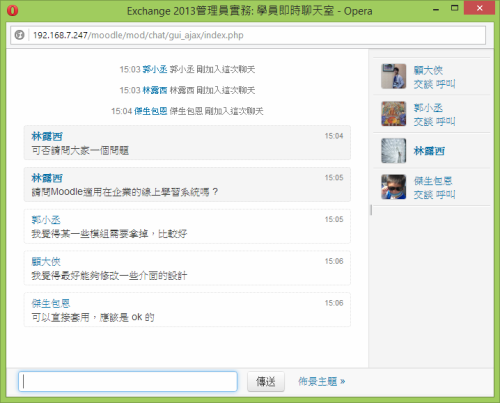 Exchange 2013管理員實務: 學員即時聊天室 - Opera
192.168.7.247/moodle/mod/chat/gui_ajax/index.php
15:03 郭小丞 郭小丞 剛加入這次聊天
15:03 林露西 林露西 剛加入這次聊天
15:04 傑生包恩 傑生包恩 剛加入這次聊天
林露西 15:04
可否請問大家一個問題
林露西 15:05
請問Moodle適用在企業的線上學習系統嗎？
郭小丞 15:05
我覺得某一些模組需要拿掉，比較好
顧大俠 15:06
我覺得最好能夠修改一些介面的設計
傑生包恩 15:06
可以直接套用，應該是 ok 的
顧大俠
交談 呼叫
郭小丞
交談 呼叫
林露西
傑生包恩
交談 呼叫
傳送
佈景主題 »